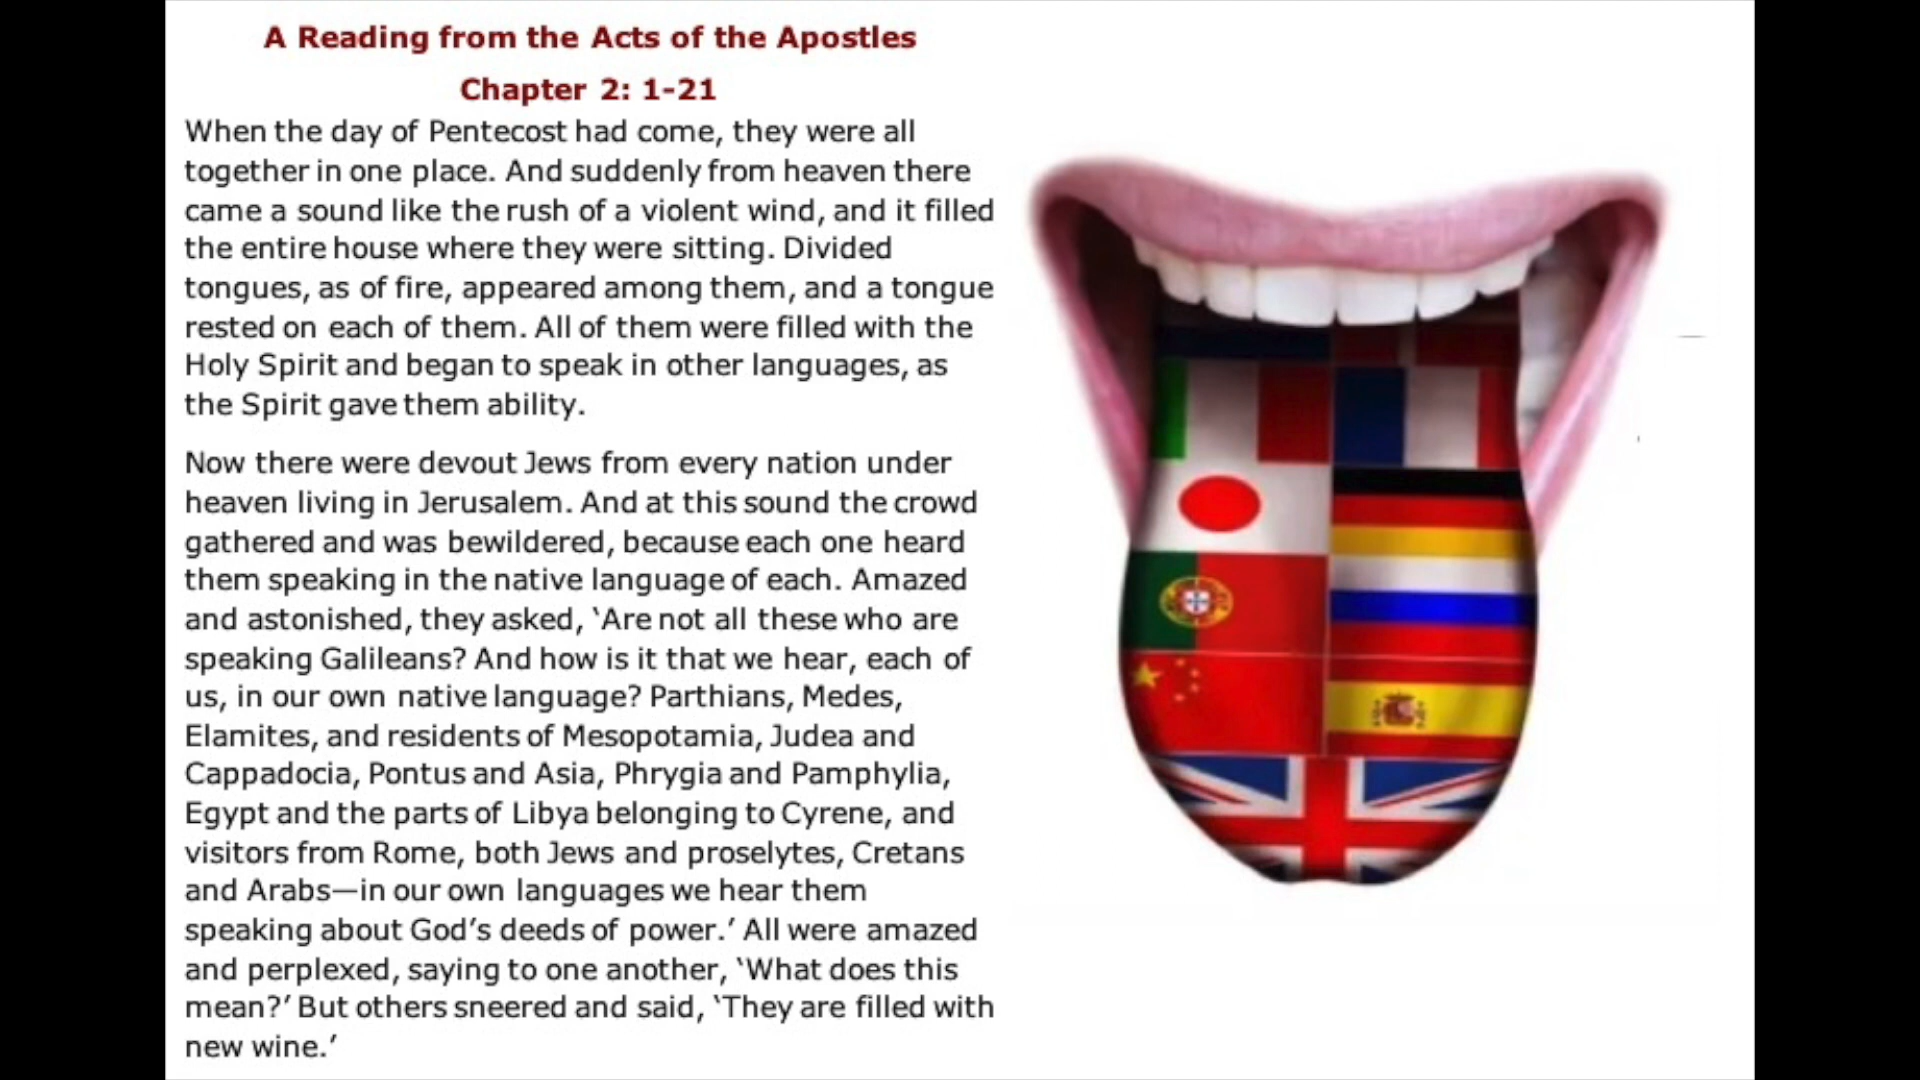 A Reading from the Acts of the Apostles
Chapter 2: 1-21
When the day of Pentecost had come, they were all
together in one place. And suddenly from heaven there
came a sound like the rush of a violent wind, and it filled
the entire house where they were sitting. Divided
tongues, as of fire, appeared among them, and a tongue
rested on each of them. All of them were filled with the
Holy Spirit and began to speak in other languages, as
the Spirit gave them ability.
Now there were devout Jews from every nation under
heaven living in Jerusalem. And at this sound the crowd
gathered and was bewildered, because each one heard
them speaking in the native language of each. Amazed
and astonished, they asked, ‘Are not all these who are
speaking Galileans? And how is it that we hear, each of
us, in our own native language? Parthians, Medes,
Elamites, and residents of Mesopotamia, Judea and
Cappadocia, Pontus and Asia, Phrygia and Pamphylia,
Egypt and the parts of Libya belonging to Cyrene, and
visitors from Rome, both Jews and proselytes, Cretans
and Arabs—in our own languages we hear them
speaking about God’s deeds of power.’ All were amazed
and perplexed, saying to one another, ‘What does this
mean?’ But others sneered and said, ‘They are filled with
new wine.’